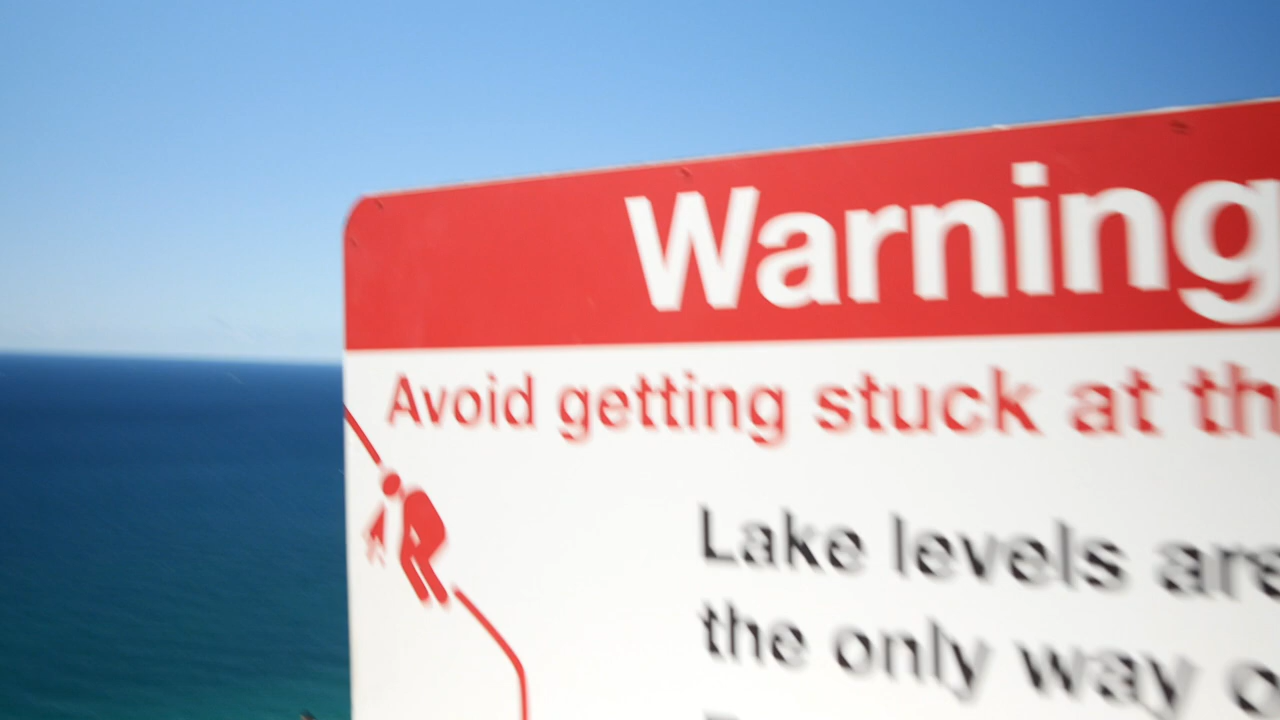 Warning
Avoid getting stuck at th
Lake levels are
the only way o